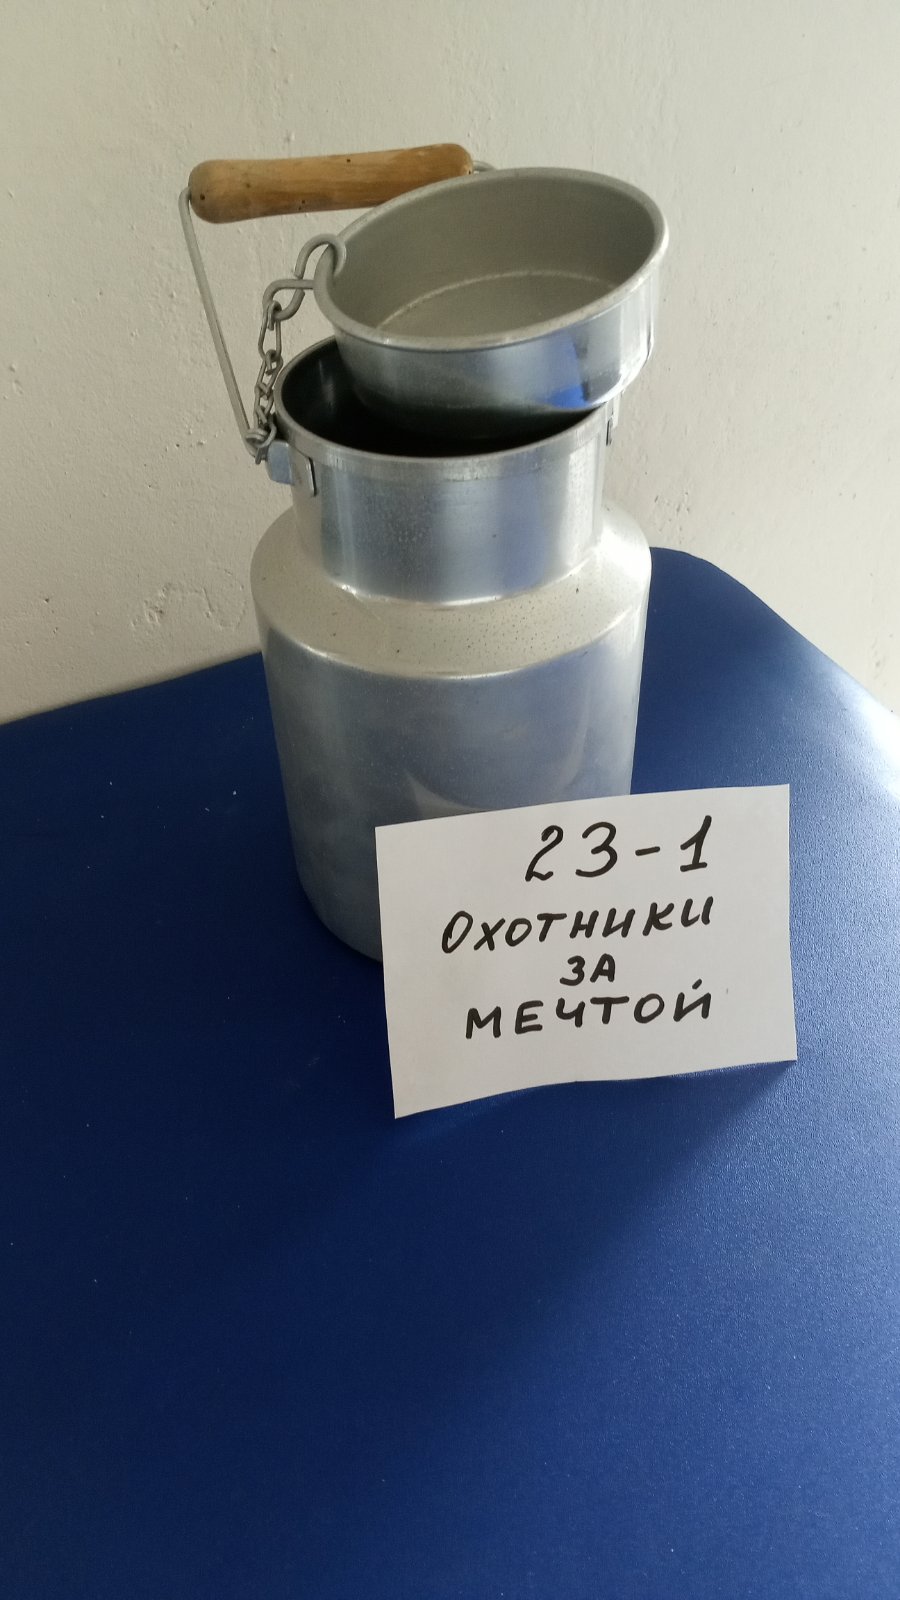 23-1
Охотники
за
мечтой